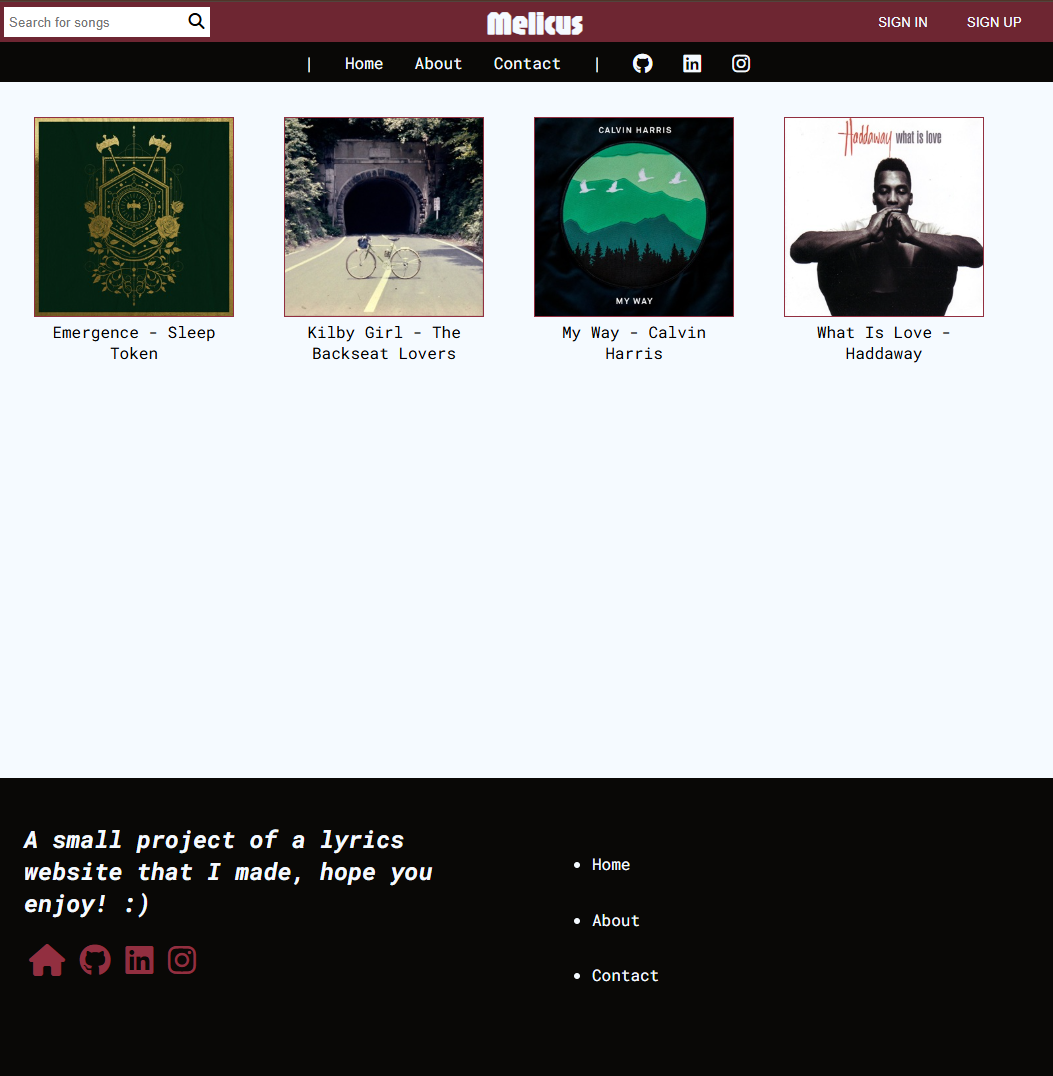 Search for songs
Melicus
SIGN IN SIGN UP
| Home About Contact |
CALVIN HARRIS
MY WAY
Haddaway what is love
Emergence - Sleep
Token
Kilby Girl - The
Backseat Lovers
My Way - Calvin
Harris
What Is Love -
Haddaway
A small project of a lyrics
website that I made, hope you
enjoy! :)
in
Home
About
Contact